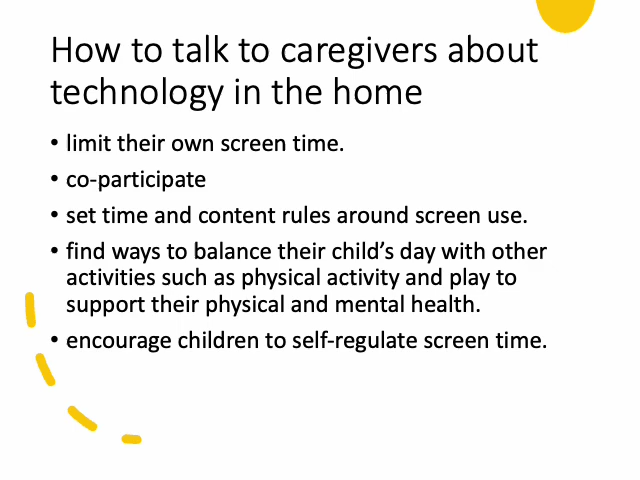 How to talk to caregivers about
technology in the home
• limit their own screen time.
• co-participate
• set time and content rules around screen use.
• find ways to balance their child’s day with other
activities such as physical activity and play to
support their physical and mental health.
• encourage children to self-regulate screen time.